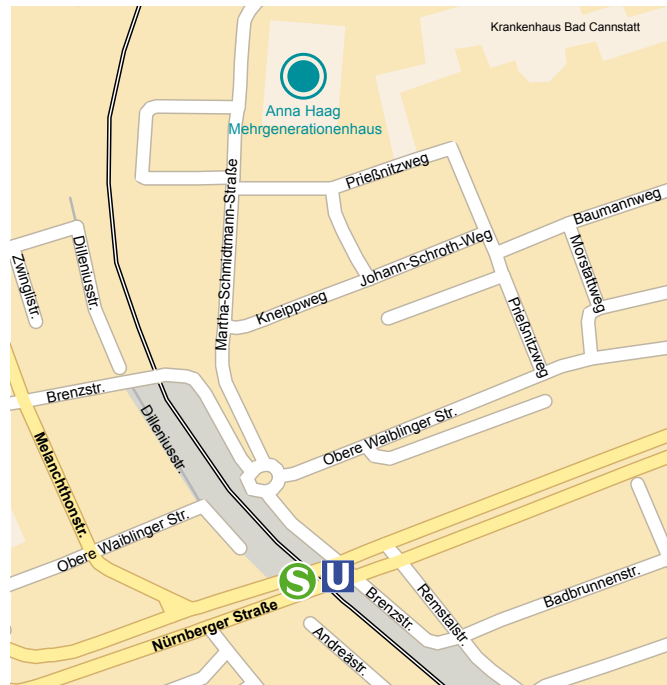 Krankenhaus Bad Cannstatt
Anna Haag
Mehrgenerationenhaus
Prießnitzweg
Baumannweg
Martha-Schmidtmann-Straße
Johann-Schroth-Weg
Morstattweg
Zwinglistr.
Dilleniusstr.
Kneippweg
Prießnitzweg
Brenzstr.
Dilleniusstr.
Obere Waiblinger Str.
Melanchthonstr.
Obere Waiblinger Str.
S
U
Brenzstr.
Remstalstr.
Badbrunnenstr.
Nürnberger Straße
Andreästr.